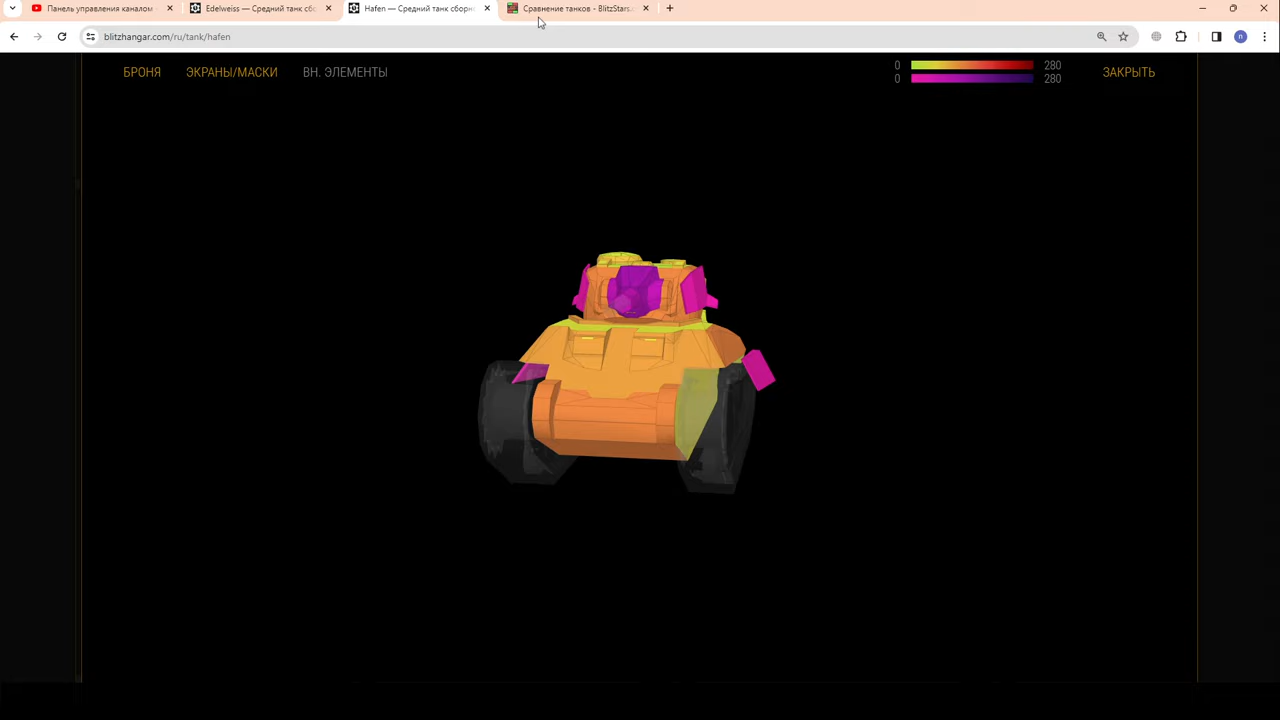 Панель управления каналом
Edelweiss — Средний танк сбо
Hafen — Средний танк сборн
Сравнение танков - BlitzStars.
blitzhangar.com/ru/tank/hafen
п
БРОНЯ
ЭКРАНЫ/МАСКИ
ВН. ЭЛЕМЕНТЫ
0 280
0 280
ЗАКРЫТЬ